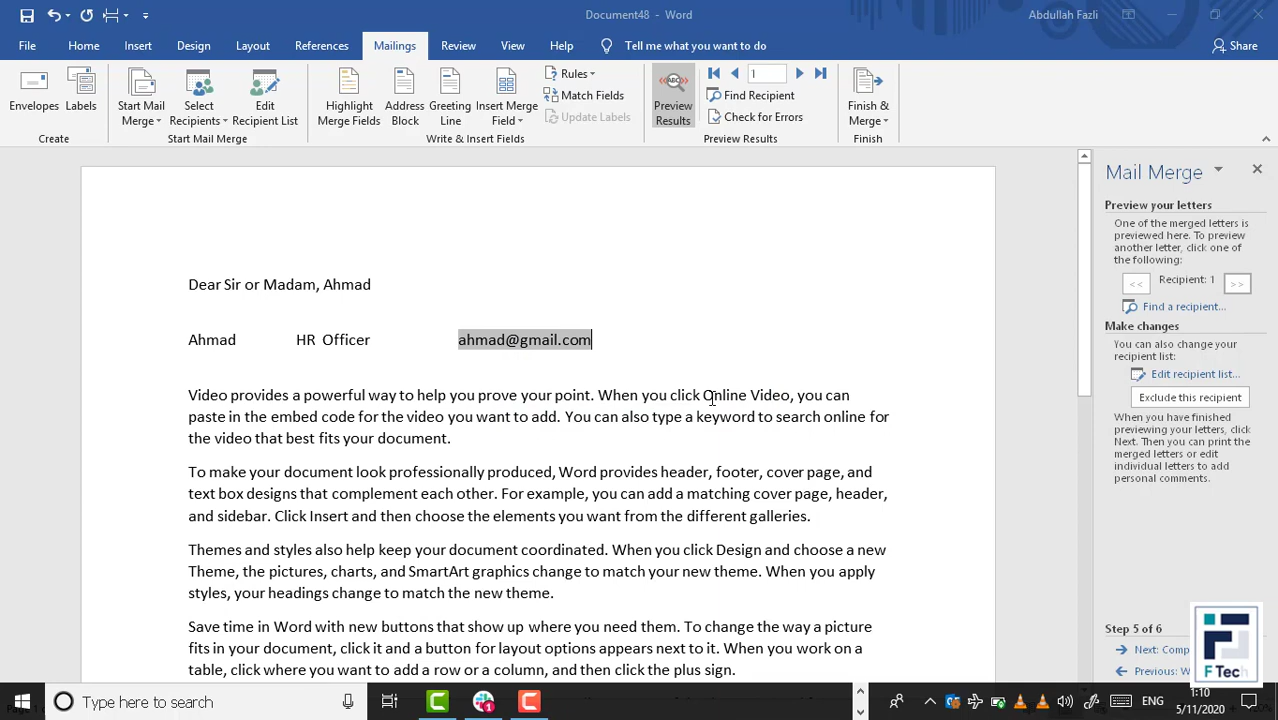 Document48 - Word
Abdullah Fazli
File Home Insert Design Layout References Mailings Review View Help Tell me what you want to do Share
Envelopes
Labels
Create
Start Mail Merge
Select Recipients
Edit Recipient List
Start Mail Merge
Highlight Merge Fields
Address Block
Greeting Line
Insert Merge Field
Rules
Match Fields
Update Labels
Write & Insert Fields
ABC
Preview Results
1
Find Recipient
Check for Errors
Preview Results
Finish & Merge
Finish
Dear Sir or Madam, Ahmad
Ahmad HR Officer ahmad@gmail.com
Video provides a powerful way to help you prove your point. When you click Online Video, you can
paste in the embed code for the video you want to add. You can also type a keyword to search online for
the video that best fits your document.
To make your document look professionally produced, Word provides header, footer, cover page, and
text box designs that complement each other. For example, you can add a matching cover page, header,
and sidebar. Click Insert and then choose the elements you want from the different galleries.
Themes and styles also help keep your document coordinated. When you click Design and choose a new
Theme, the pictures, charts, and SmartArt graphics change to match your new theme. When you apply
styles, your headings change to match the new theme.
Save time in Word with new buttons that show up where you need them. To change the way a picture
fits in your document, click it and a button for layout options appears next to it. When you work on a
table, click where you want to add a row or a column, and then click the plus sign.
Mail Merge
Preview your letters
One of the merged letters is
previewed here. To preview
another letter, click one of
the following:
<< Recipient: 1 >>
Find a recipient...
Make changes
You can also change your
recipient list:
Edit recipient list...
Exclude this recipient
When you have finished
previewing your letters, click
Next. Then you can print the
merged letters or edit
individual letters to add
personal comments.
Step 5 of 6
Next: Comp
Previous: W
F Tech
Type here to search
ENG
1:10
5/11/2020